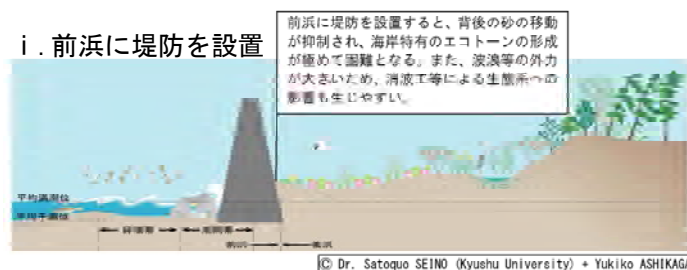 ⅰ.前浜に堤防を設置
前浜に堤防を設置すると、背後の砂の移動
が抑制され、海岸特有のエコトーンの形成
が極めて困難となる。また、波浪等の外力
が大きいため、消波工等による生態系への
影響も生じやすい。
平均満潮位
平均干潮位
前浜
後浜
© Dr. Satoquo SEINO (Kyushu University) + Yukiko ASHIKAGA